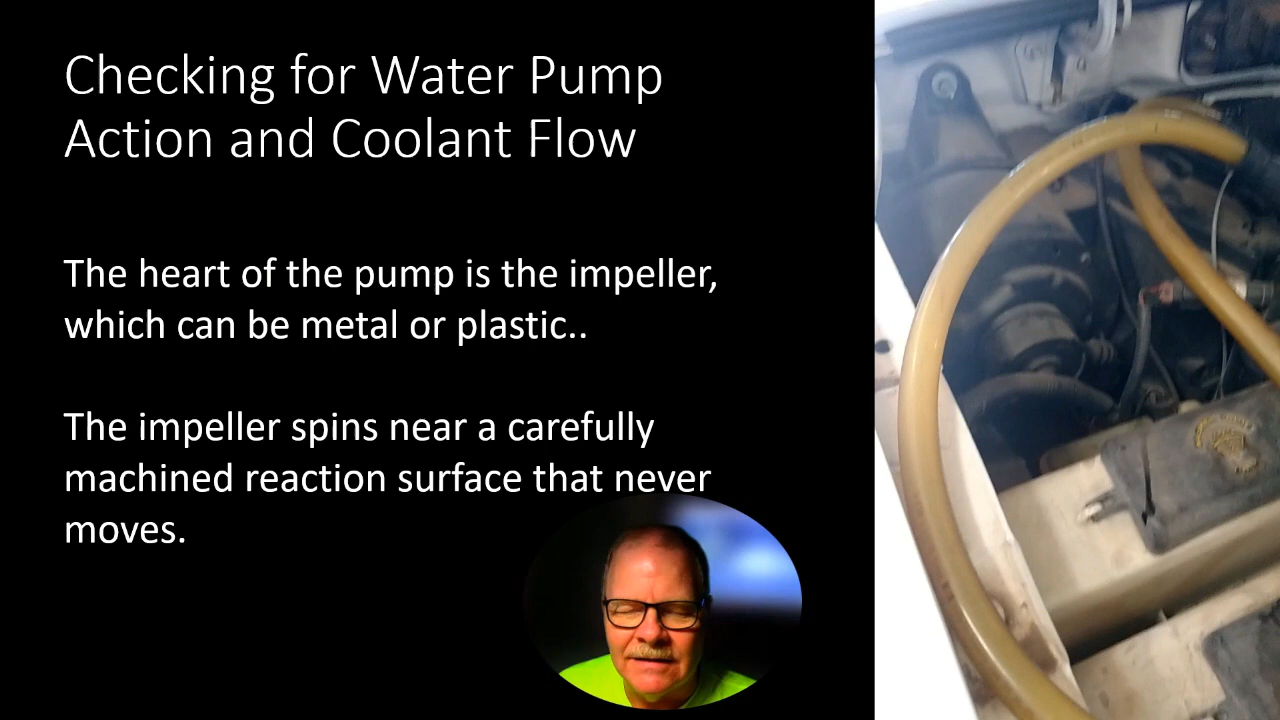 Checking for Water Pump
Action and Coolant Flow
The heart of the pump is the impeller,
which can be metal or plastic..
The impeller spins near a carefully
machined reaction surface that never
moves.